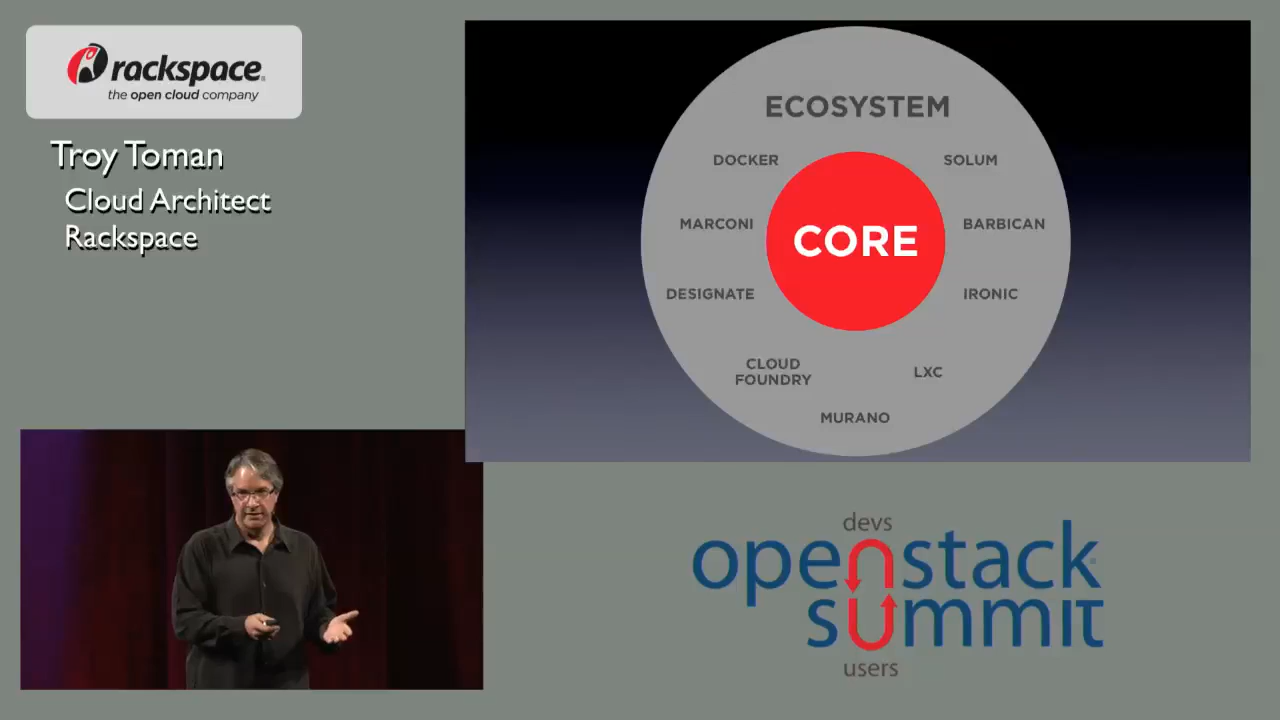 rackspace
the open cloud company
Troy Toman
Cloud Architect
Rackspace
ECOSYSTEM
DOCKER
SOLUM
MARCONI
BARBICAN
CORE
DESIGNATE
IRONIC
CLOUD
FOUNDRY
LXC
MURANO
devs
openstack
summit
users